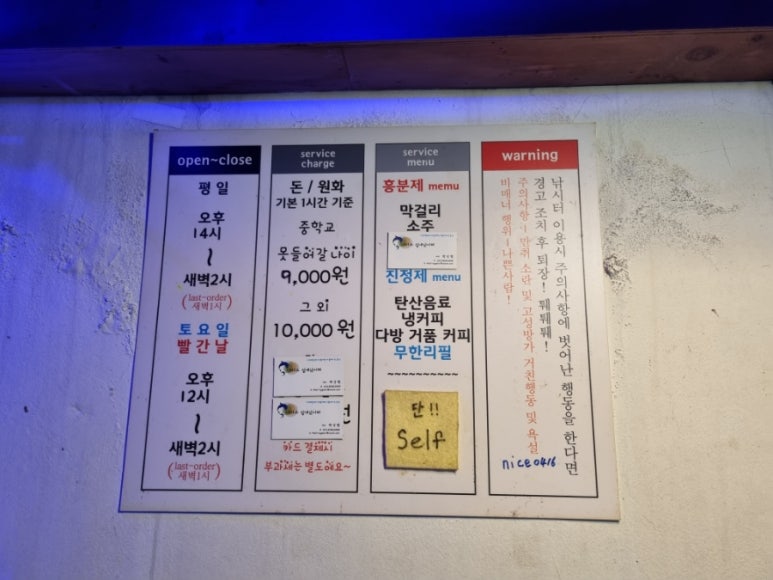 open~close
평일
오후
14시
~
새벽2시
(last-order
새벽1시)
토요일
빨간날
오후
12시
~
새벽2시
(last-order
새벽1시)
service
charge
돈 / 원화
기본 1시간 기준
중학교
못들어갈 나이
9,000원
그 외
10,000원
원
카드 결제시
부과세는 별도에요~
service
menu
흥분제 memu
막걸리
소주
진정제 menu
탄산음료
냉커피
다방 거품 커피
무한리필
~~~~~~~~
단!!
Self
warning
낚시터 이용시 주의사항에 벗어난 행동을 한다면
경고 조치 후 퇴장! 퉤퉤퉤!
주의사항 - 만취 소란 및 고성방가 거친행동 및 욕설
비매너 행위 - 나쁜사람!
nice0416